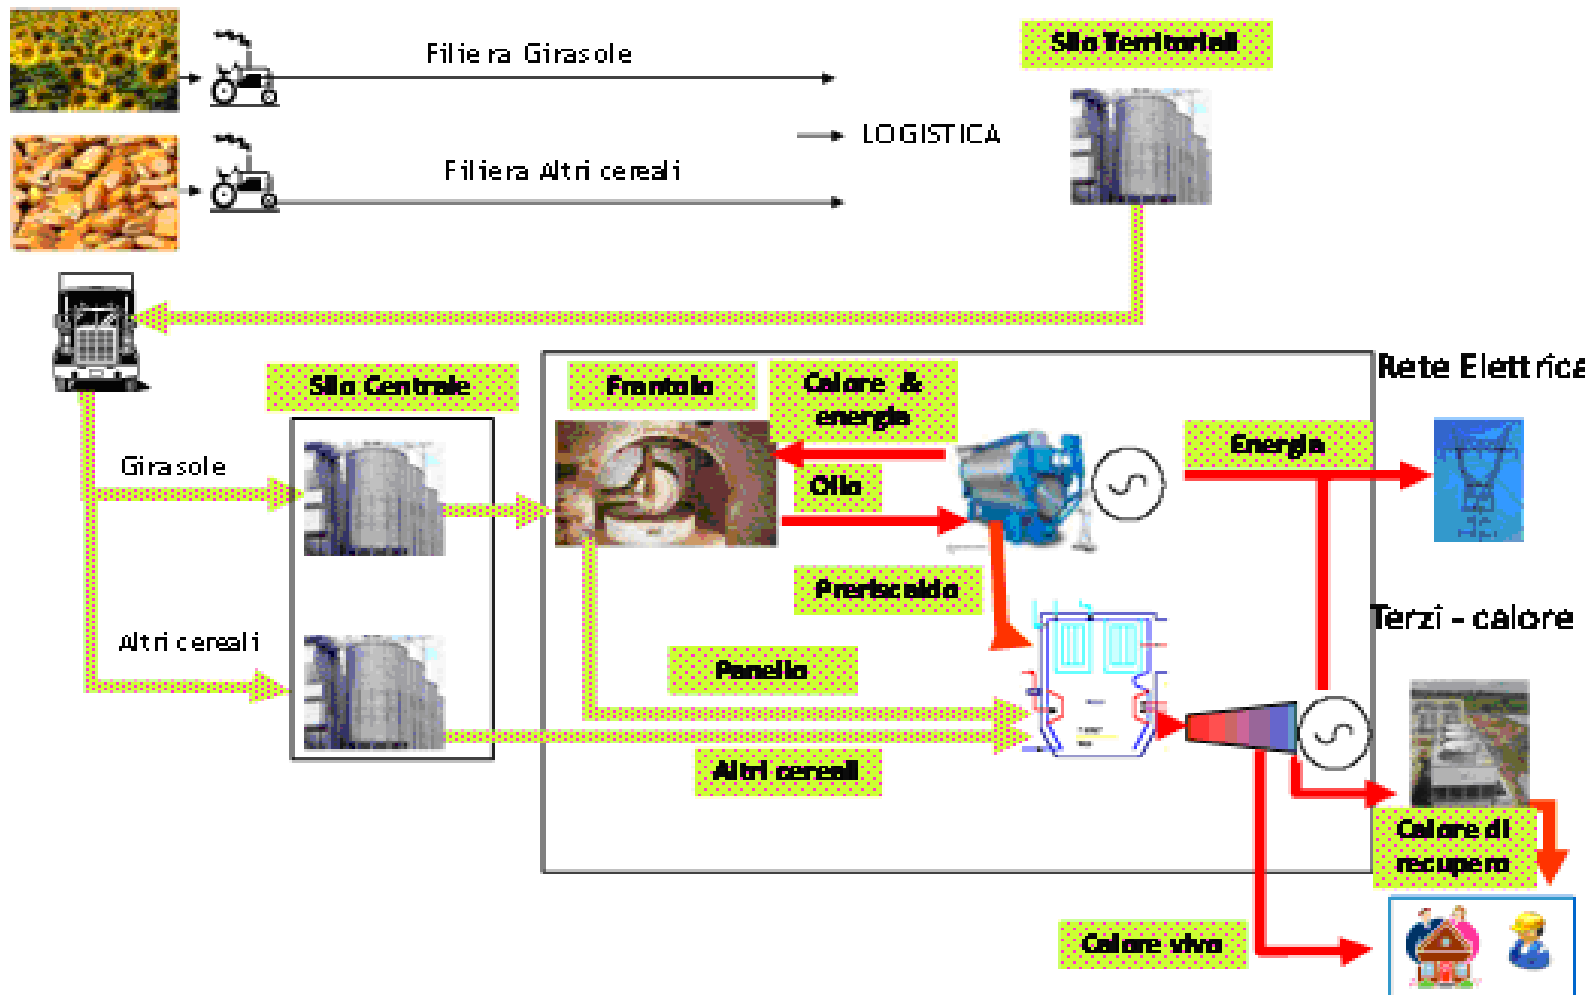 Filiera Girasole
Silo Territoriali
LOGISTICA
Filiera Altri cereali
Rete Elettrica
Silo Centrale
Frantoio
Calore &
energia
Energia
Girasole
Olio
Preriscaldo
Terzi - calore
Altri cereali
Panello
Altri cereali
Calore di
recupero
Calore vivo